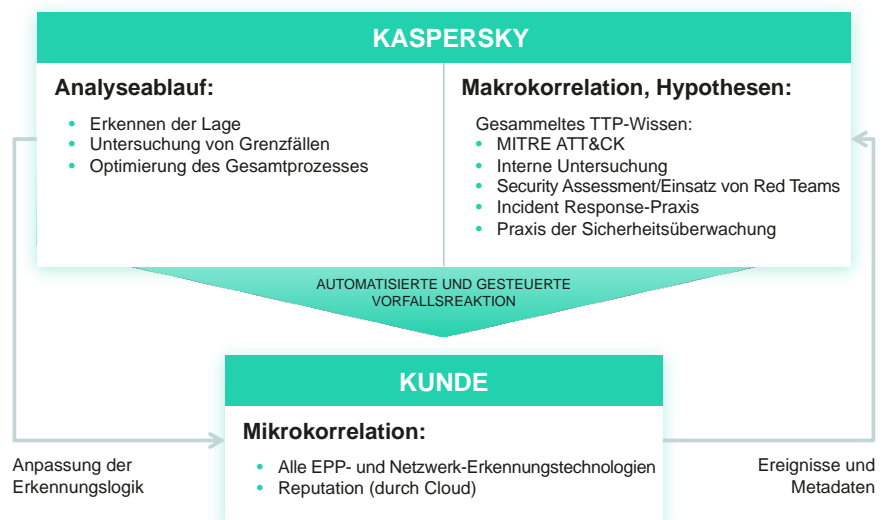 KASPERSKY
Analyseablauf:
• Erkennen der Lage
• Untersuchung von Grenzfällen
• Optimierung des Gesamtprozesses
Makrokorrelation, Hypothesen:
Gesammeltes TTP-Wissen:
• MITRE ATT&CK
• Interne Untersuchung
• Security Assessment/Einsatz von Red Teams
• Incident Response-Praxis
• Praxis der Sicherheitsüberwachung
AUTOMATISIERTE UND GESTEUERTE
VORFALLSREAKTION
KUNDE
Mikrokorrelation:
• Alle EPP- und Netzwerk-Erkennungstechnologien
• Reputation (durch Cloud)
Anpassung der
Erkennungslogik
Ereignisse und
Metadaten